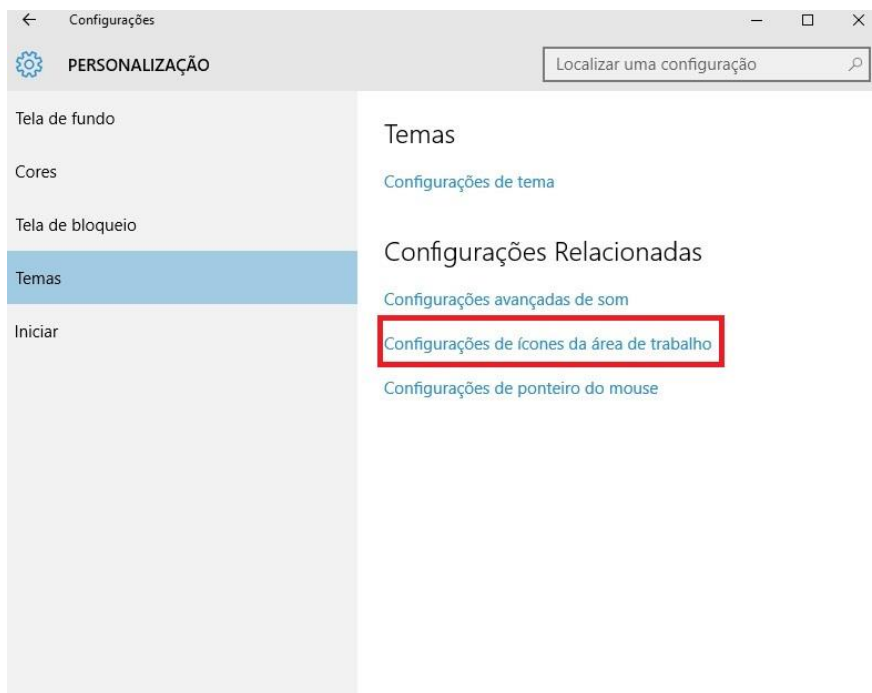 Configurações
PERSONALIZAÇÃO
Localizar uma configuração
Tela de fundo
Cores
Tela de bloqueio
Temas
Iniciar
Temas
Configurações de tema
Configurações Relacionadas
Configurações avançadas de som
Configurações de ícones da área de trabalho
Configurações de ponteiro do mouse